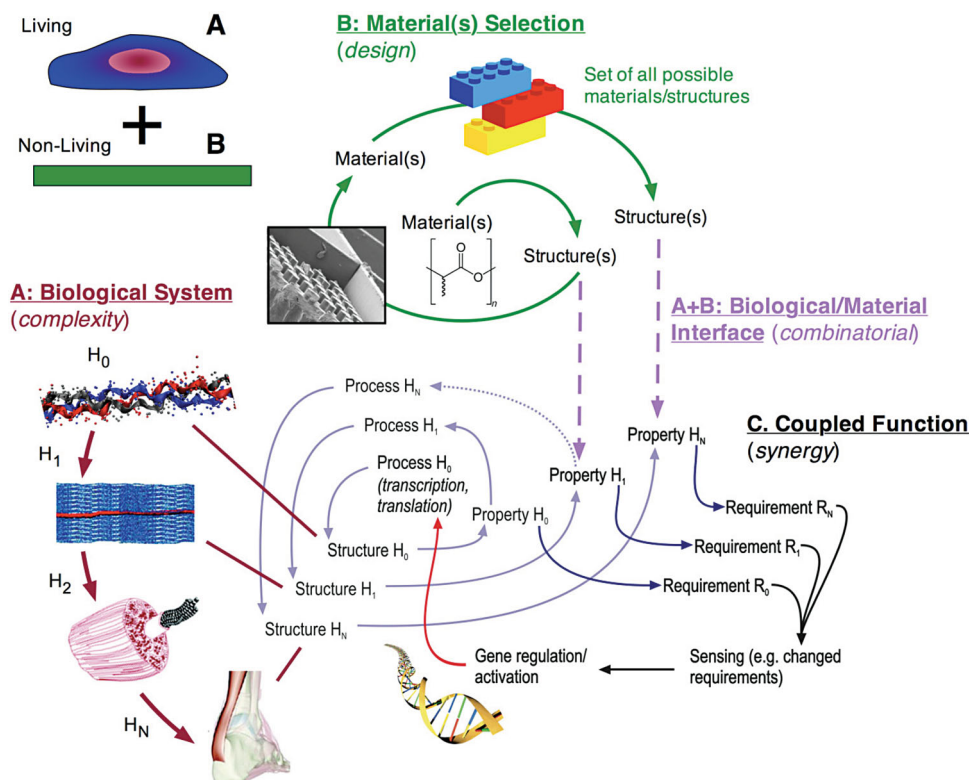 Living
A
Non-Living
B
B: Material(s) Selection
(design)
Set of all possible
materials/structures
Material(s)
Structure(s)
Material(s)
O
O
n
Structure(s)
A: Biological System
(complexity)
A+B: Biological/Material
Interface (combinatorial)
C. Coupled Function
(synergy)
H0
H1
H2
HN
Process HN
Process H1
Process H0
(transcription,
translation)
Property HN
Property H1
Property H0
Structure H0
Structure H1
Structure HN
Requirement RN
Requirement R1
Requirement R0
Gene regulation/
activation
Sensing (e.g. changed
requirements)